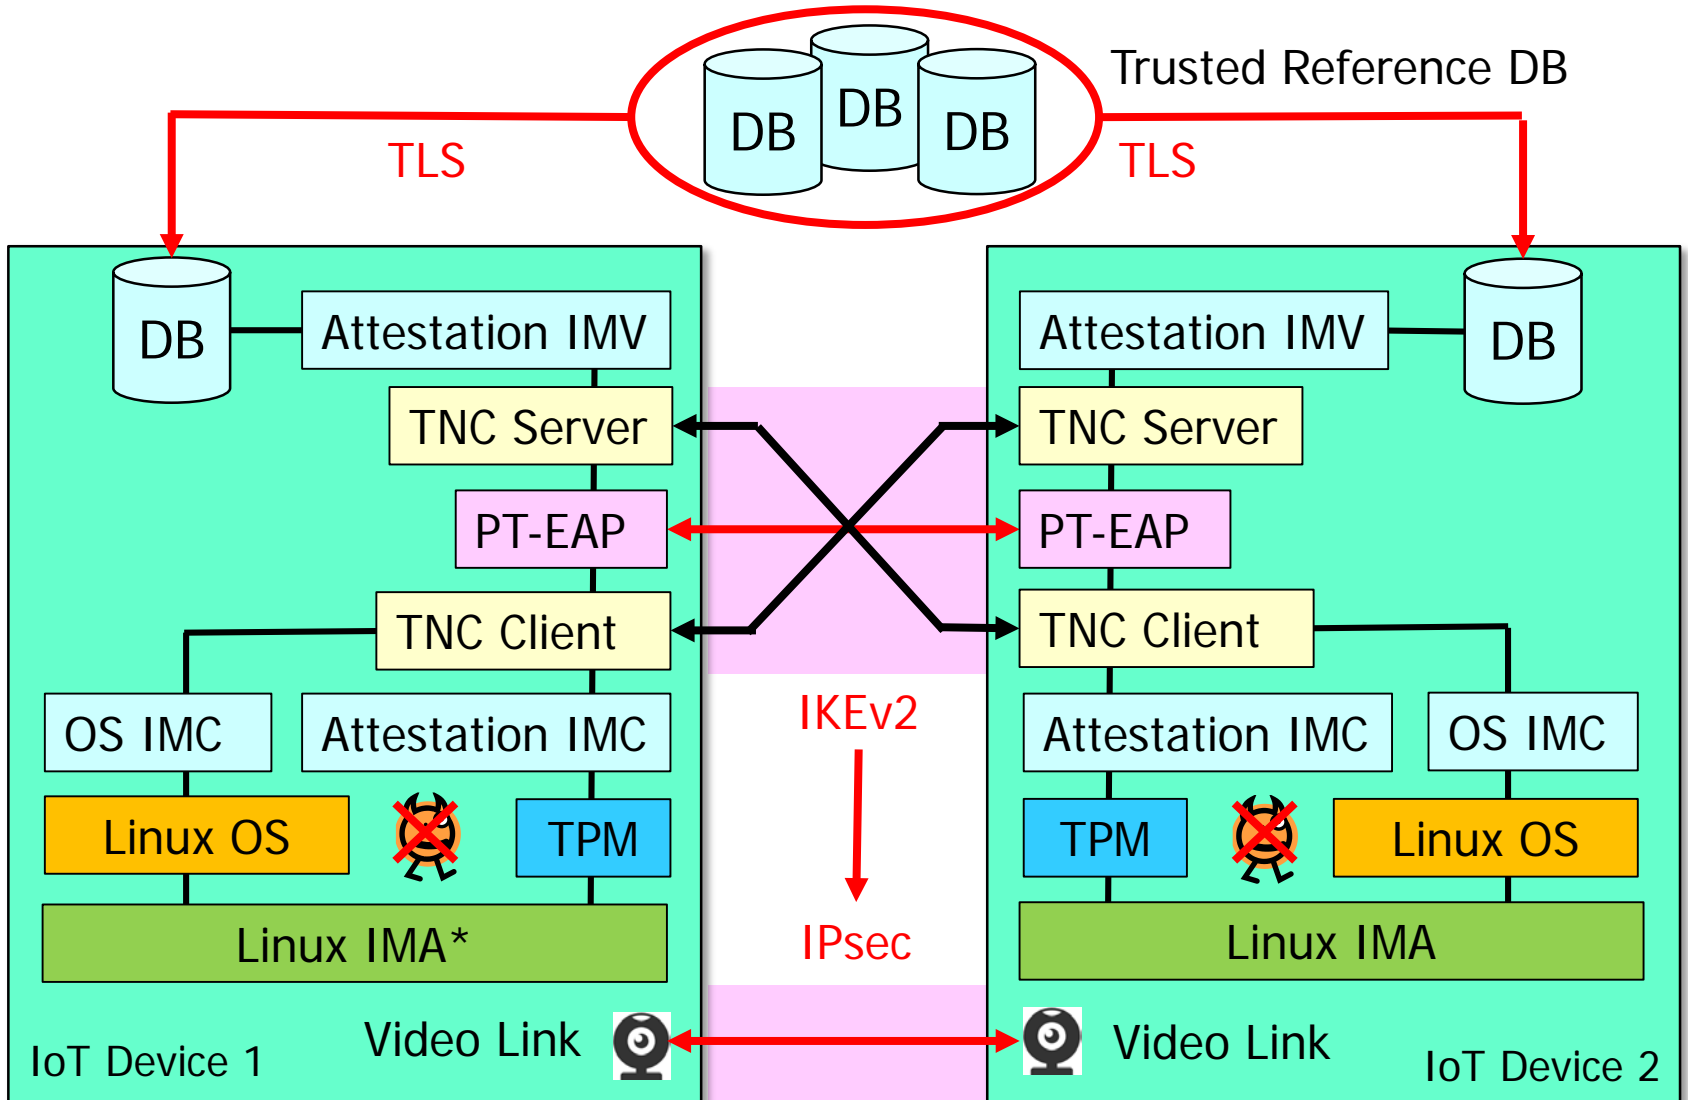 Trusted Reference DB
DB
DB
DB
TLS
TLS
DB
Attestation IMV
TNC Server
PT-EAP
TNC Client
OS IMC
Attestation IMC
Linux OS
TPM
Linux IMA*
Video Link
IoT Device 1
IKEv2
IPsec
Attestation IMV
DB
TNC Server
PT-EAP
TNC Client
Attestation IMC
OS IMC
TPM
Linux OS
Linux IMA
Video Link
IoT Device 2